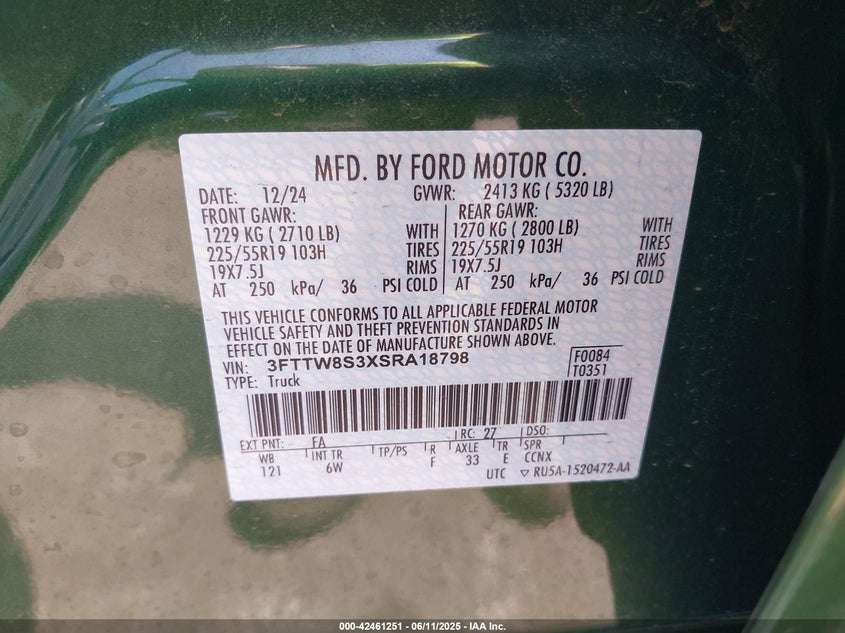 MFD. BY FORD MOTOR CO.
DATE: 12/24 GVWR: 2413 KG ( 5320 LB)
FRONT GAWR: REAR GAWR:
1229 KG ( 2710 LB) WITH 1270 KG ( 2800 LB) WITH
225/55R19 103H TIRES 225/55R19 103H TIRES
19X7.5J RIMS 19X7.5J RIMS
AT 250 kPa/ 36 PSI COLD AT 250 kPa/ 36 PSI COLD
THIS VEHICLE CONFORMS TO ALL APPLICABLE FEDERAL MOTOR
VEHICLE SAFETY AND THEFT PREVENTION STANDARDS IN
EFFECT ON THE DATE OF MANUFACTURE SHOWN ABOVE.
VIN: 3FTTW8S3XSRA18798 F0084
TYPE: Truck T0351
EXT PNT: FA RC: 27 DSO:
WB INT TR TP/PS R AXLE TR SPR
121 6W F 33 E CCNX
UTC ▽ RU5A-1520472-AA
000-42461251 - 06/11/2025 - IAA Inc.